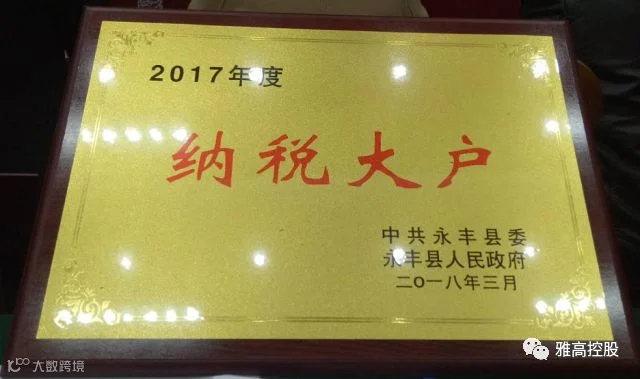 2017年度
纳税大户
中共永丰县委
永丰县人民政府
二〇一八年三月
雅高控股
大数跨境